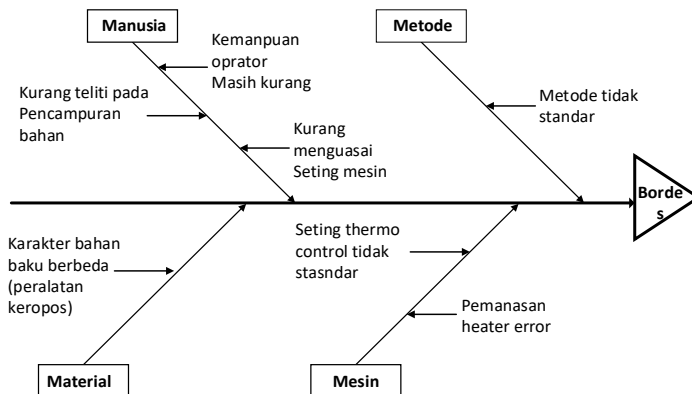 Manusia
Metode
Kemanpuan
oprator
Masih kurang
Kurang teliti pada
Pencampuran
bahan
Metode tidak
standar
Kurang
menguasai
Seting mesin
Borde
s
Karakter bahan
baku berbeda
(peralatan
keropos)
Seting thermo
control tidak
stasndar
Pemanasan
heater error
Material
Mesin